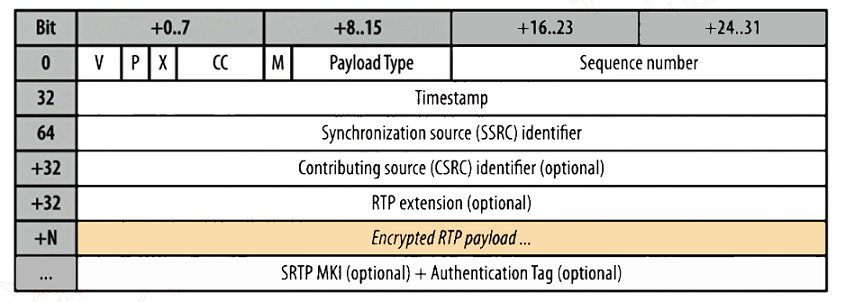 Bit +0..7 +8..15 +16..23 +24..31
0 V P X CC M Payload Type Sequence number
32 Timestamp
64 Synchronization source (SSRC) identifier
+32 Contributing source (CSRC) identifier (optional)
+32 RTP extension (optional)
+N Encrypted RTP payload ...
... SRTP MKI (optional) + Authentication Tag (optional)